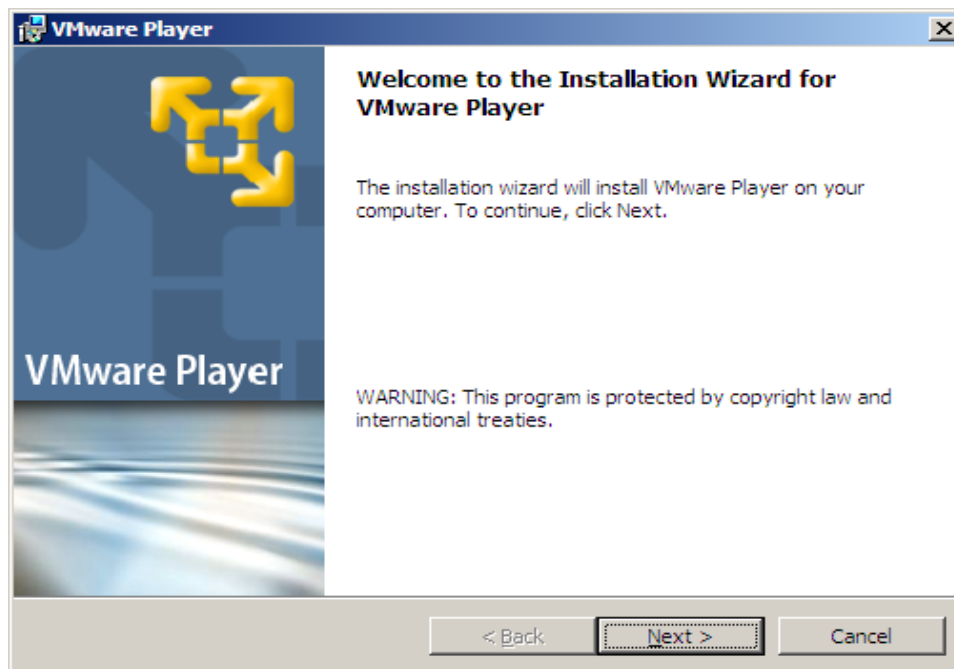 VMware Player
Welcome to the Installation Wizard for
VMware Player
The installation wizard will install VMware Player on your
computer. To continue, click Next.
VMware Player
WARNING: This program is protected by copyright law and
international treaties.
< Back
Next >
Cancel